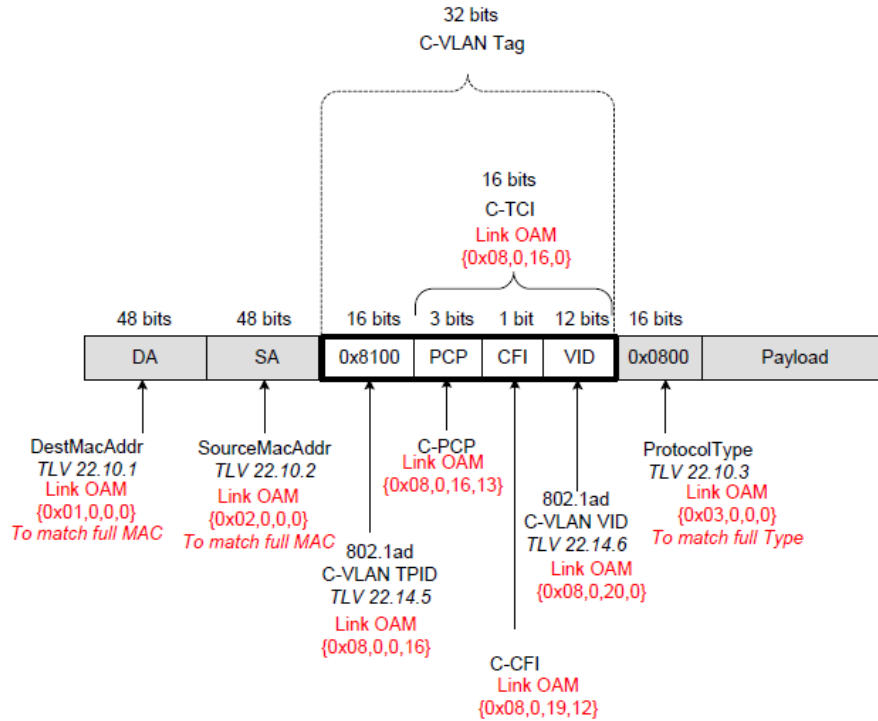 32 bits
C-VLAN Tag
16 bits
C-TCI
Link OAM
{0x08,0,16,0}
48 bits 48 bits 16 bits 3 bits 1 bit 12 bits 16 bits
DA SA 0x8100 PCP CFI VID 0x0800 Payload
DestMacAddr
TLV 22.10.1
Link OAM
{0x01,0,0,0}
To match full MAC
SourceMacAddr
TLV 22.10.2
Link OAM
{0x02,0,0,0}
To match full MAC
802.1ad
C-VLAN TPID
TLV 22.14.5
Link OAM
{0x08,0,0,16}
C-PCP
Link OAM
{0x08,0,16,13}
C-CFI
Link OAM
{0x08,0,19,12}
802.1ad
C-VLAN VID
TLV 22.14.6
Link OAM
{0x08,0,20,0}
ProtocolType
TLV 22.10.3
Link OAM
{0x03,0,0,0}
To match full Type